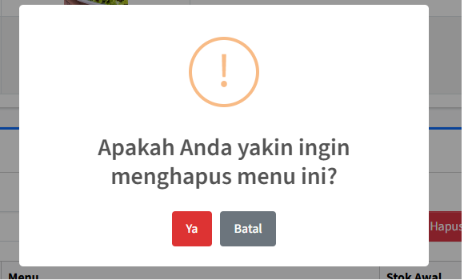 !
Apakah Anda yakin ingin
menghapus menu ini?
Ya Batal
Hapus
Menu Stok Awal